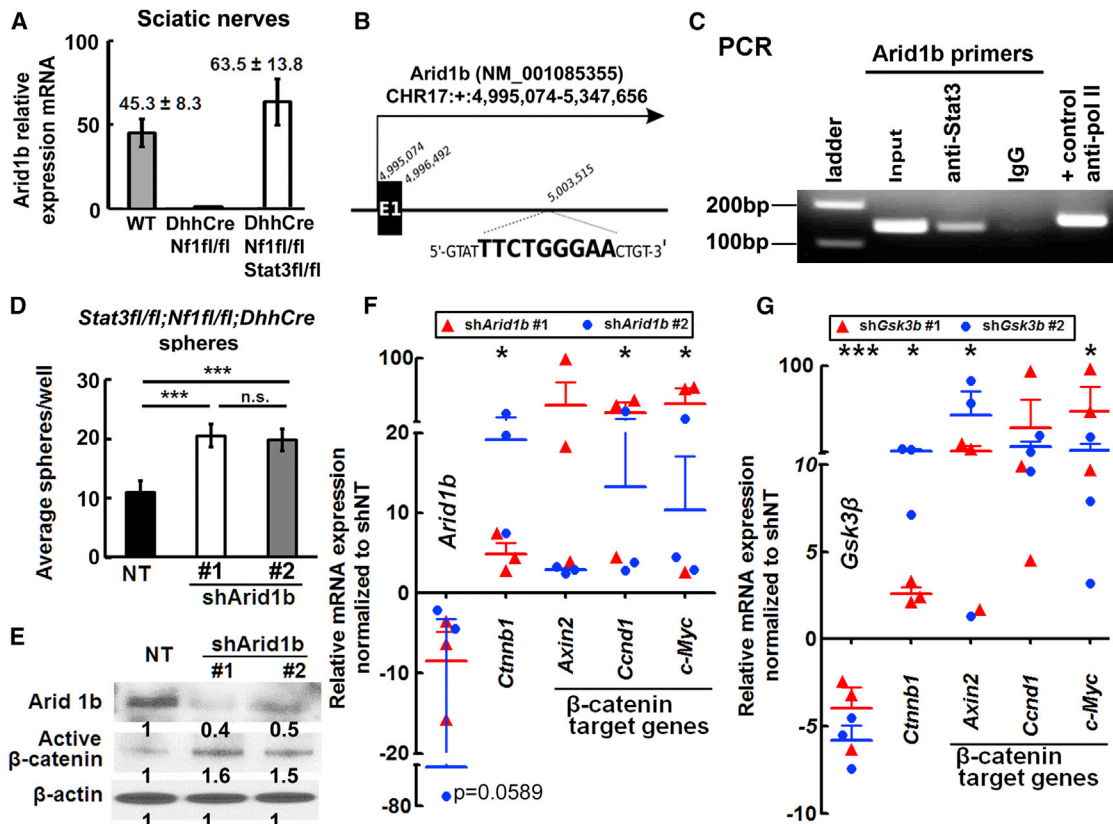 A
Sciatic nerves
Arid1b relative
expression mRNA
100
50
0
45.3 ± 8.3
63.5 ± 13.8
WT
DhhCre
Nf1fl/fl
DhhCre
Nf1fl/fl
Stat3fl/fl
B
Arid1b (NM_001085355)
CHR17:+:4,995,074-5,347,656
4,995,074
4,996,492
5,003,515
E1
5'-GTATTTCTGGGAACTGT-3'
C
PCR
Arid1b primers
ladder
Input
anti-Stat3
IgG
+ control
anti-pol II
200bp
100bp
D
Stat3fl/fl;Nf1fl/fl;DhhCre
spheres
Average spheres/well
30
20
10
0
***
***
n.s.
NT
#1
#2
shArid1b
E
NT
shArid1b
#1
#2
Arid 1b
1
0.4
0.5
Active
β-catenin
1
1.6
1.5
β-actin
1
1
1
F
shArid1b #1
shArid1b #2
*
*
*
Relative mRNA expression
normalized to shNT
100
20
10
0
-10
-20
-80
Arid1b
Ctnnb1
Axin2
Ccnd1
c-Myc
β-catenin
target genes
p=0.0589
G
shGsk3b #1
shGsk3b #2
***
*
*
*
Relative mRNA expression
normalized to shNT
100
10
5
0
-5
-10
Gsk3β
Ctnnb1
Axin2
Ccnd1
c-Myc
β-catenin
target genes